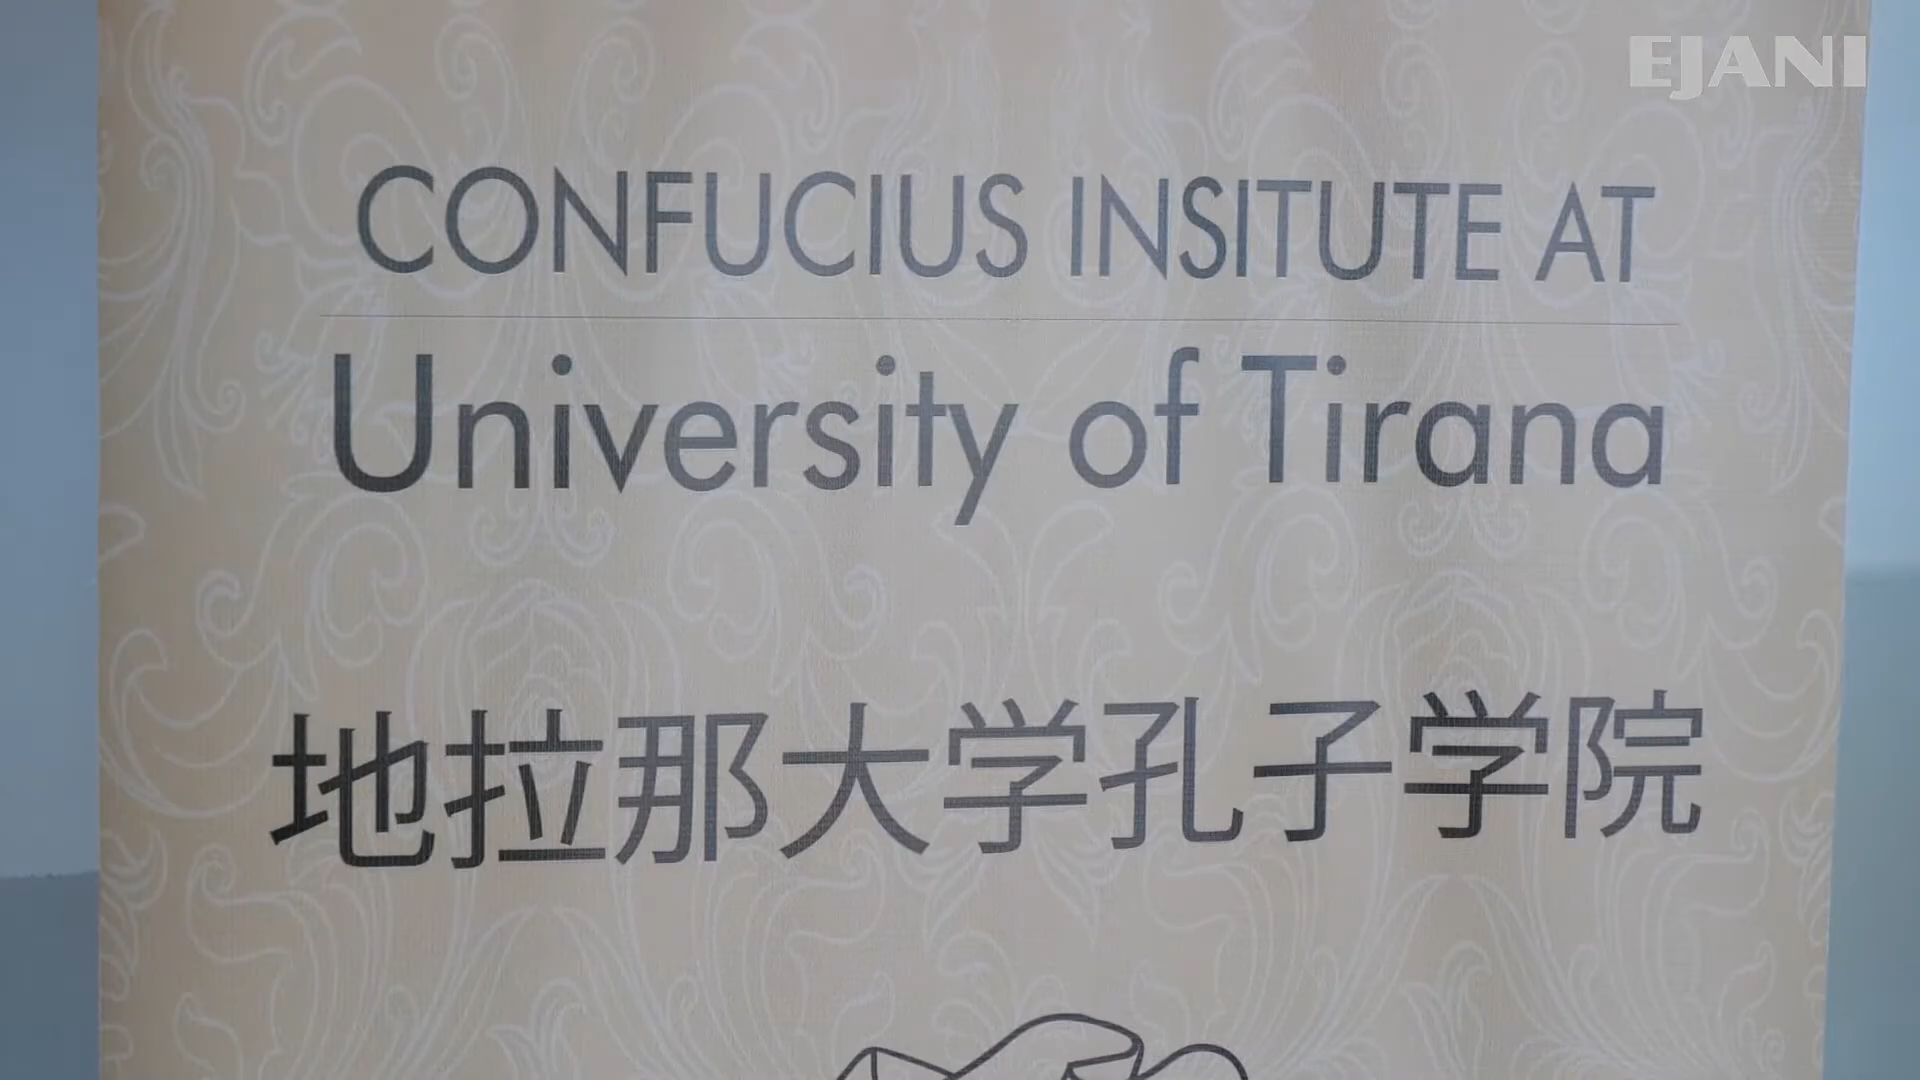 EJANI
CONFUCIUS INSITUTE AT
University of Tirana
地拉那大学孔子学院